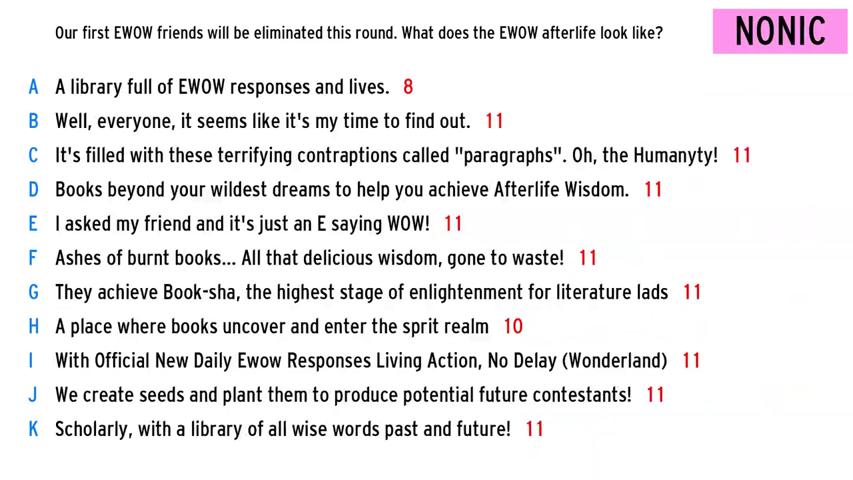 Our first EWOW friends will be eliminated this round. What does the EWOW afterlife look like?
NONIC
A A library full of EWOW responses and lives. 8
B Well, everyone, it seems like it's my time to find out. 11
C It's filled with these terrifying contraptions called "paragraphs". Oh, the Humanyty! 11
D Books beyond your wildest dreams to help you achieve Afterlife Wisdom. 11
E I asked my friend and it's just an E saying WOW! 11
F Ashes of burnt books... All that delicious wisdom, gone to waste! 11
G They achieve Book-sha, the highest stage of enlightenment for literature lads 11
H A place where books uncover and enter the sprit realm 10
I With Official New Daily Ewow Responses Living Action, No Delay (Wonderland) 11
J We create seeds and plant them to produce potential future contestants! 11
K Scholarly, with a library of all wise words past and future! 11